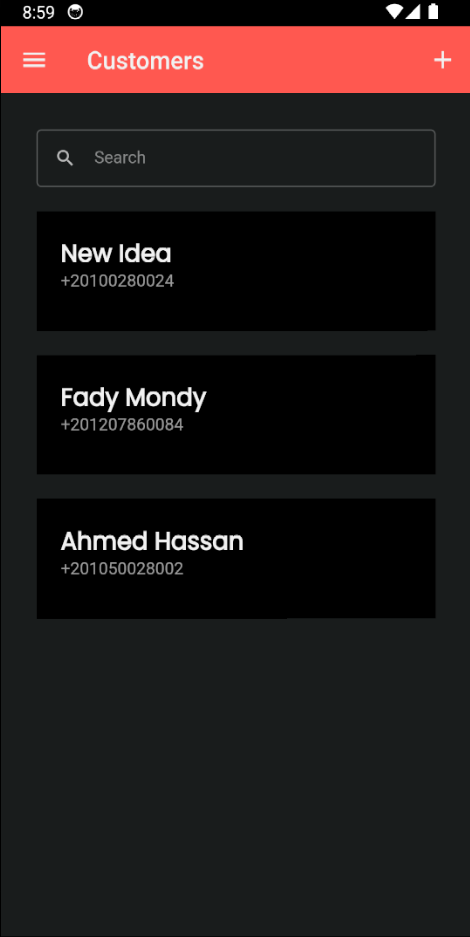 8:59
Customers
Search
New Idea
+20100280024
Fady Mondy
+201207860084
Ahmed Hassan
+201050028002